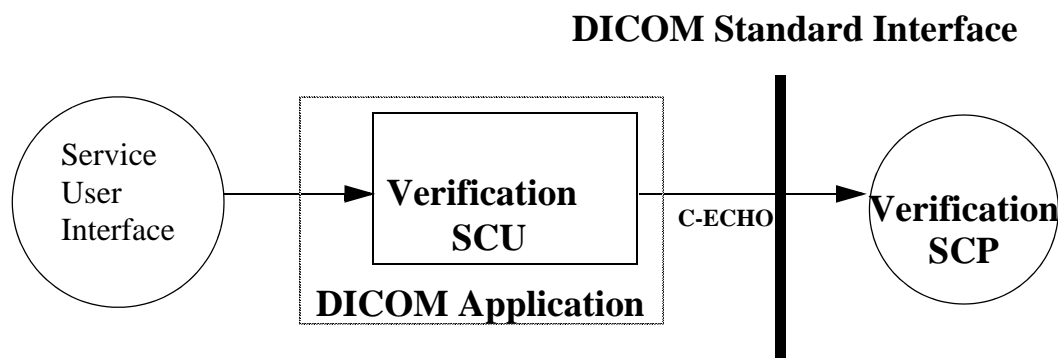 DICOM Standard Interface
Service
User
Interface
Verification
SCU
DICOM Application
C-ECHO
Verification
SCP